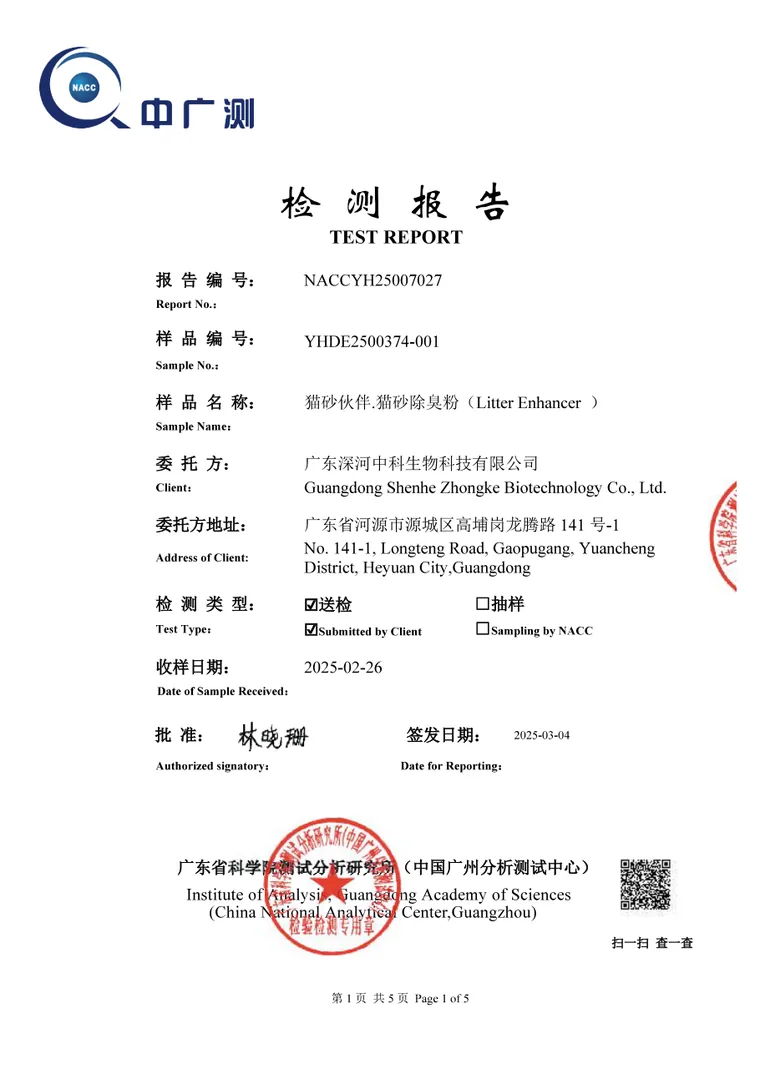 NACC
中广测
检 测 报 告
TEST REPORT
报 告 编 号： NACCYH25007027
Report No.：
样 品 编 号： YHDE2500374-001
Sample No.：
样 品 名 称： 猫砂伙伴.猫砂除臭粉（Litter Enhancer ）
Sample Name：
委 托 方： 广东深河中科生物科技有限公司
Client： Guangdong Shenhe Zhongke Biotechnology Co., Ltd.
委托方地址： 广东省河源市源城区高埔岗龙腾路 141 号-1
Address of Client: No. 141-1, Longteng Road, Gaopugang, Yuancheng
District, Heyuan City,Guangdong
检 测 类 型： ☑送检 ☐抽样
Test Type： ☑Submitted by Client ☐Sampling by NACC
收样日期： 2025-02-26
Date of Sample Received：
批 准： 林晓珊 签发日期： 2025-03-04
Authorized signatory： Date for Reporting：
广东省科学院测试分析研究所（中国广州分析测试中心）
Institute of Analysis, Guangdong Academy of Sciences
(China National Analytical Center,Guangzhou)
检验检测专用章
扫一扫 查一查
第 1 页 共 5 页 Page 1 of 5